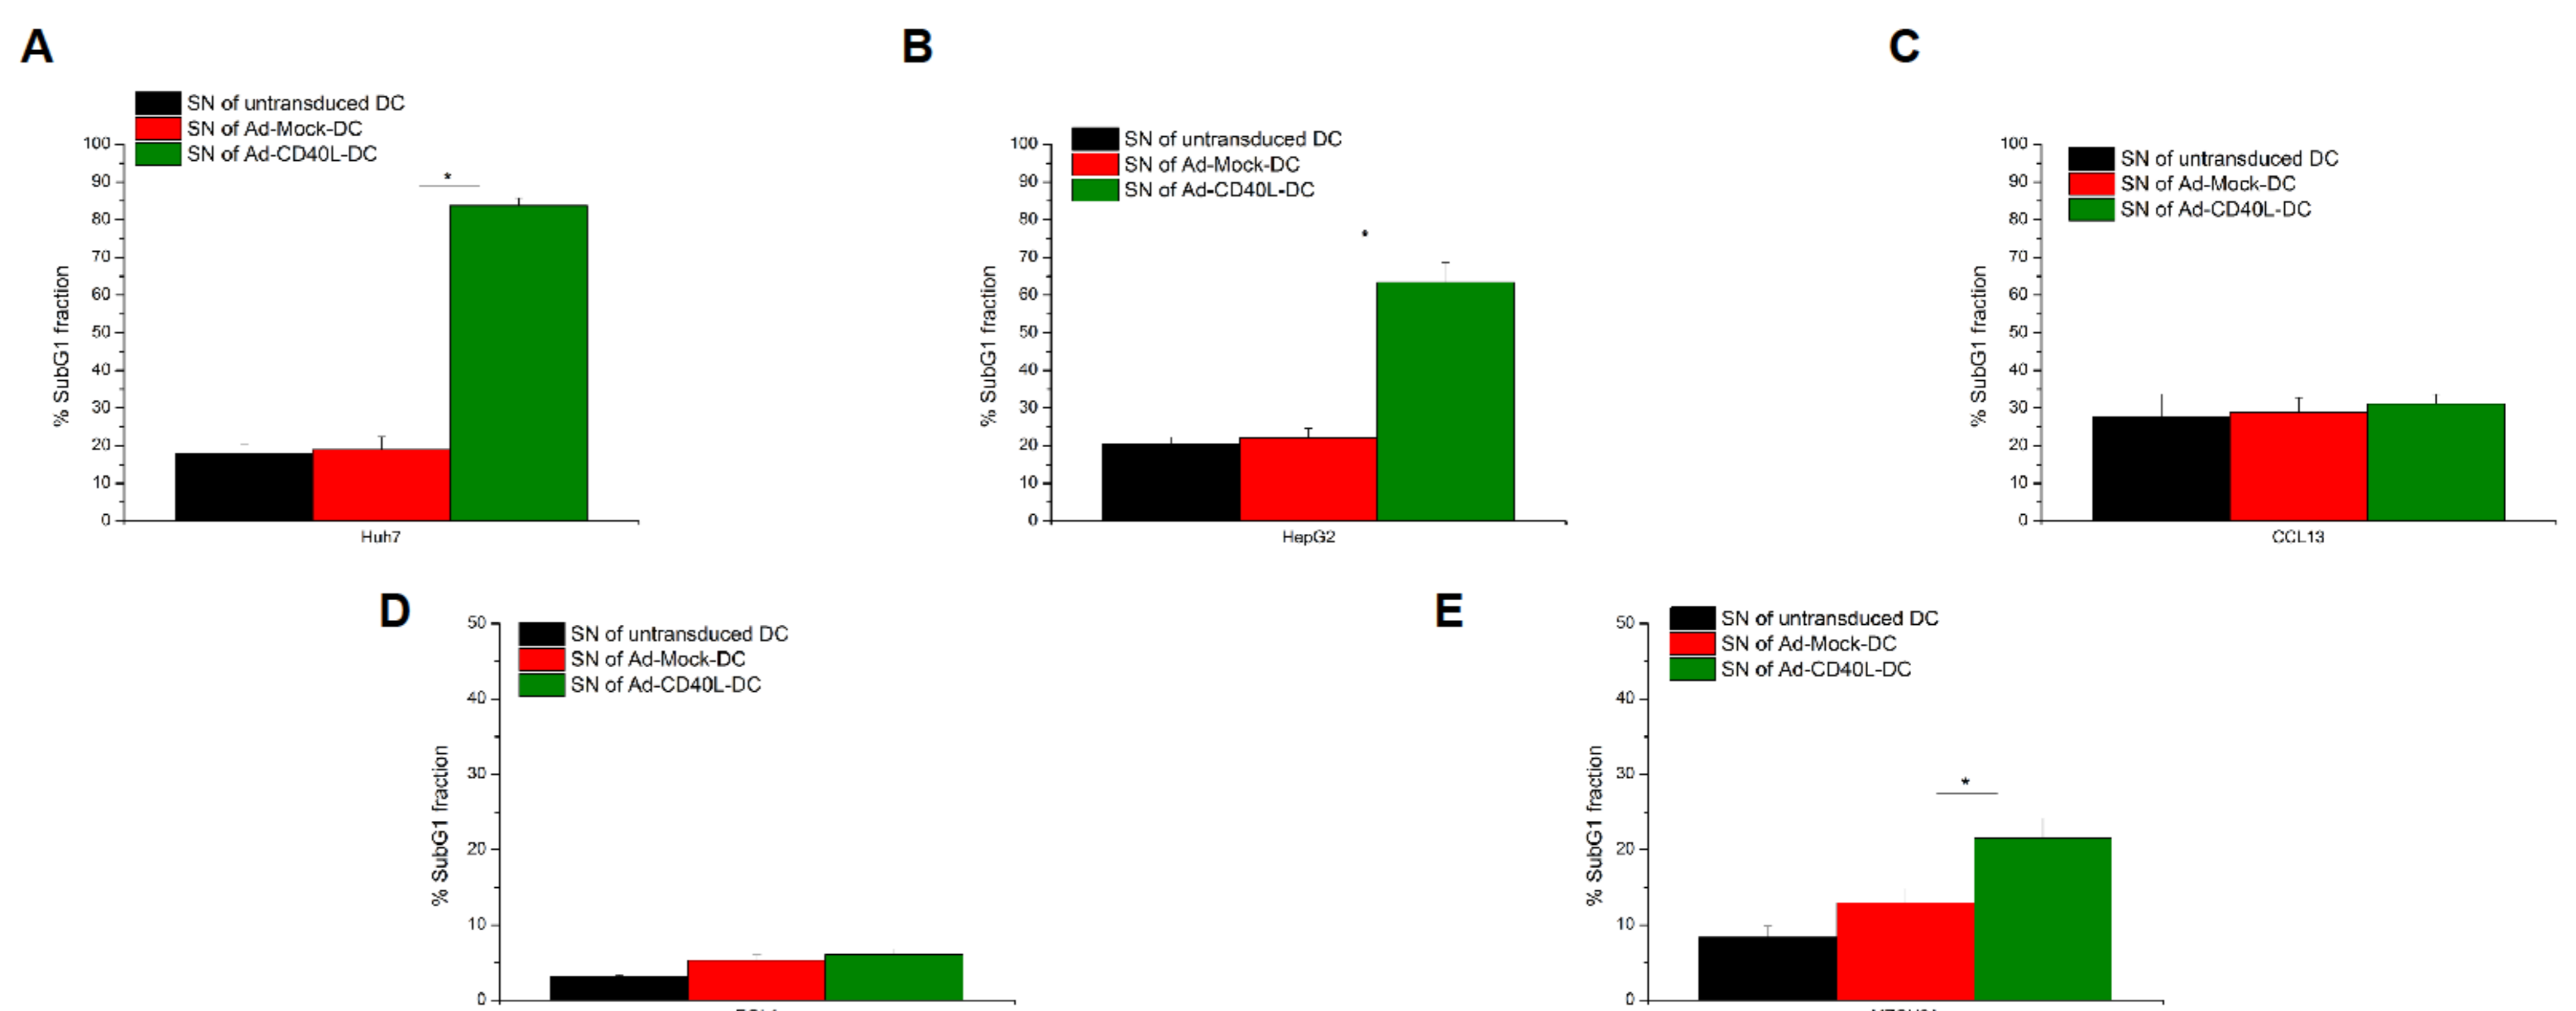 A
SN of untransduced DC
SN of Ad-Mock-DC
SN of Ad-CD40L-DC
*
100
90
80
70
60
50
40
30
20
10
0
% SubG1 fraction
Huh7
B
SN of untransduced DC
SN of Ad-Mock-DC
SN of Ad-CD40L-DC
*
100
90
80
70
60
50
40
30
20
10
0
% SubG1 fraction
HepG2
C
SN of untransduced DC
SN of Ad-Mock-DC
SN of Ad-CD40L-DC
100
90
80
70
60
50
40
30
20
10
0
% SubG1 fraction
CCL13
D
SN of untransduced DC
SN of Ad-Mock-DC
SN of Ad-CD40L-DC
50
40
30
20
10
0
% SubG1 fraction
E
SN of untransduced DC
SN of Ad-Mock-DC
SN of Ad-CD40L-DC
*
50
40
30
20
10
0
% SubG1 fraction